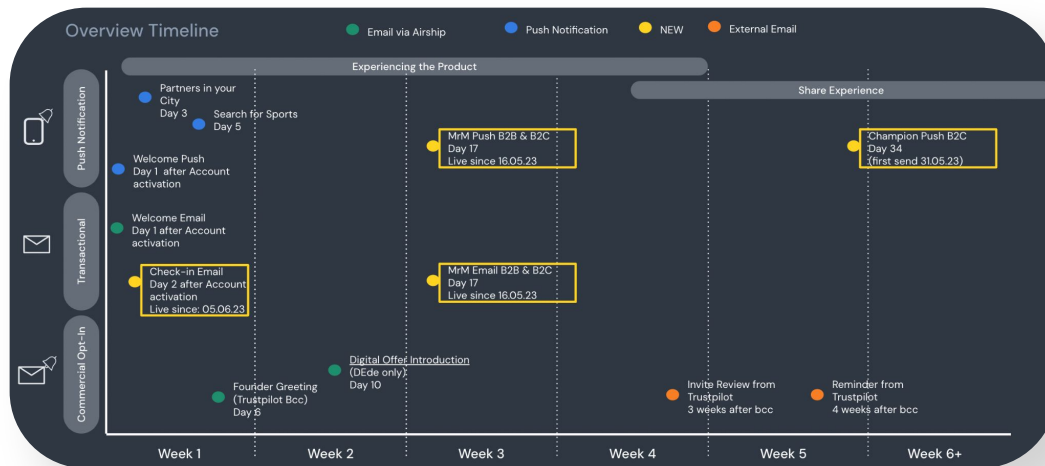 Overview Timeline
Email via Airship
Push Notification
NEW
External Email
Experiencing the Product
Share Experience
Push Notification
Partners in your
City
Day 3
Search for Sports
Day 5
Welcome Push
Day 1 after Account
activation
MrM Push B2B & B2C
Day 17
Live since 16.05.23
Champion Push B2C
Day 34
(first send 31.05.23)
Transactional
Welcome Email
Day 1 after Account
activation
Check-in Email
Day 2 after Account
activation
Live since: 05.06.23
MrM Email B2B & B2C
Day 17
Live since 16.05.23
Commercial Opt-In
Founder Greeting
(Trustpilot Bcc)
Day 6
Digital Offer Introduction
(DEde only)
Day 10
Invite Review from
Trustpilot
3 weeks after bcc
Reminder from
Trustpilot
4 weeks after bcc
Week 1
Week 2
Week 3
Week 4
Week 5
Week 6+